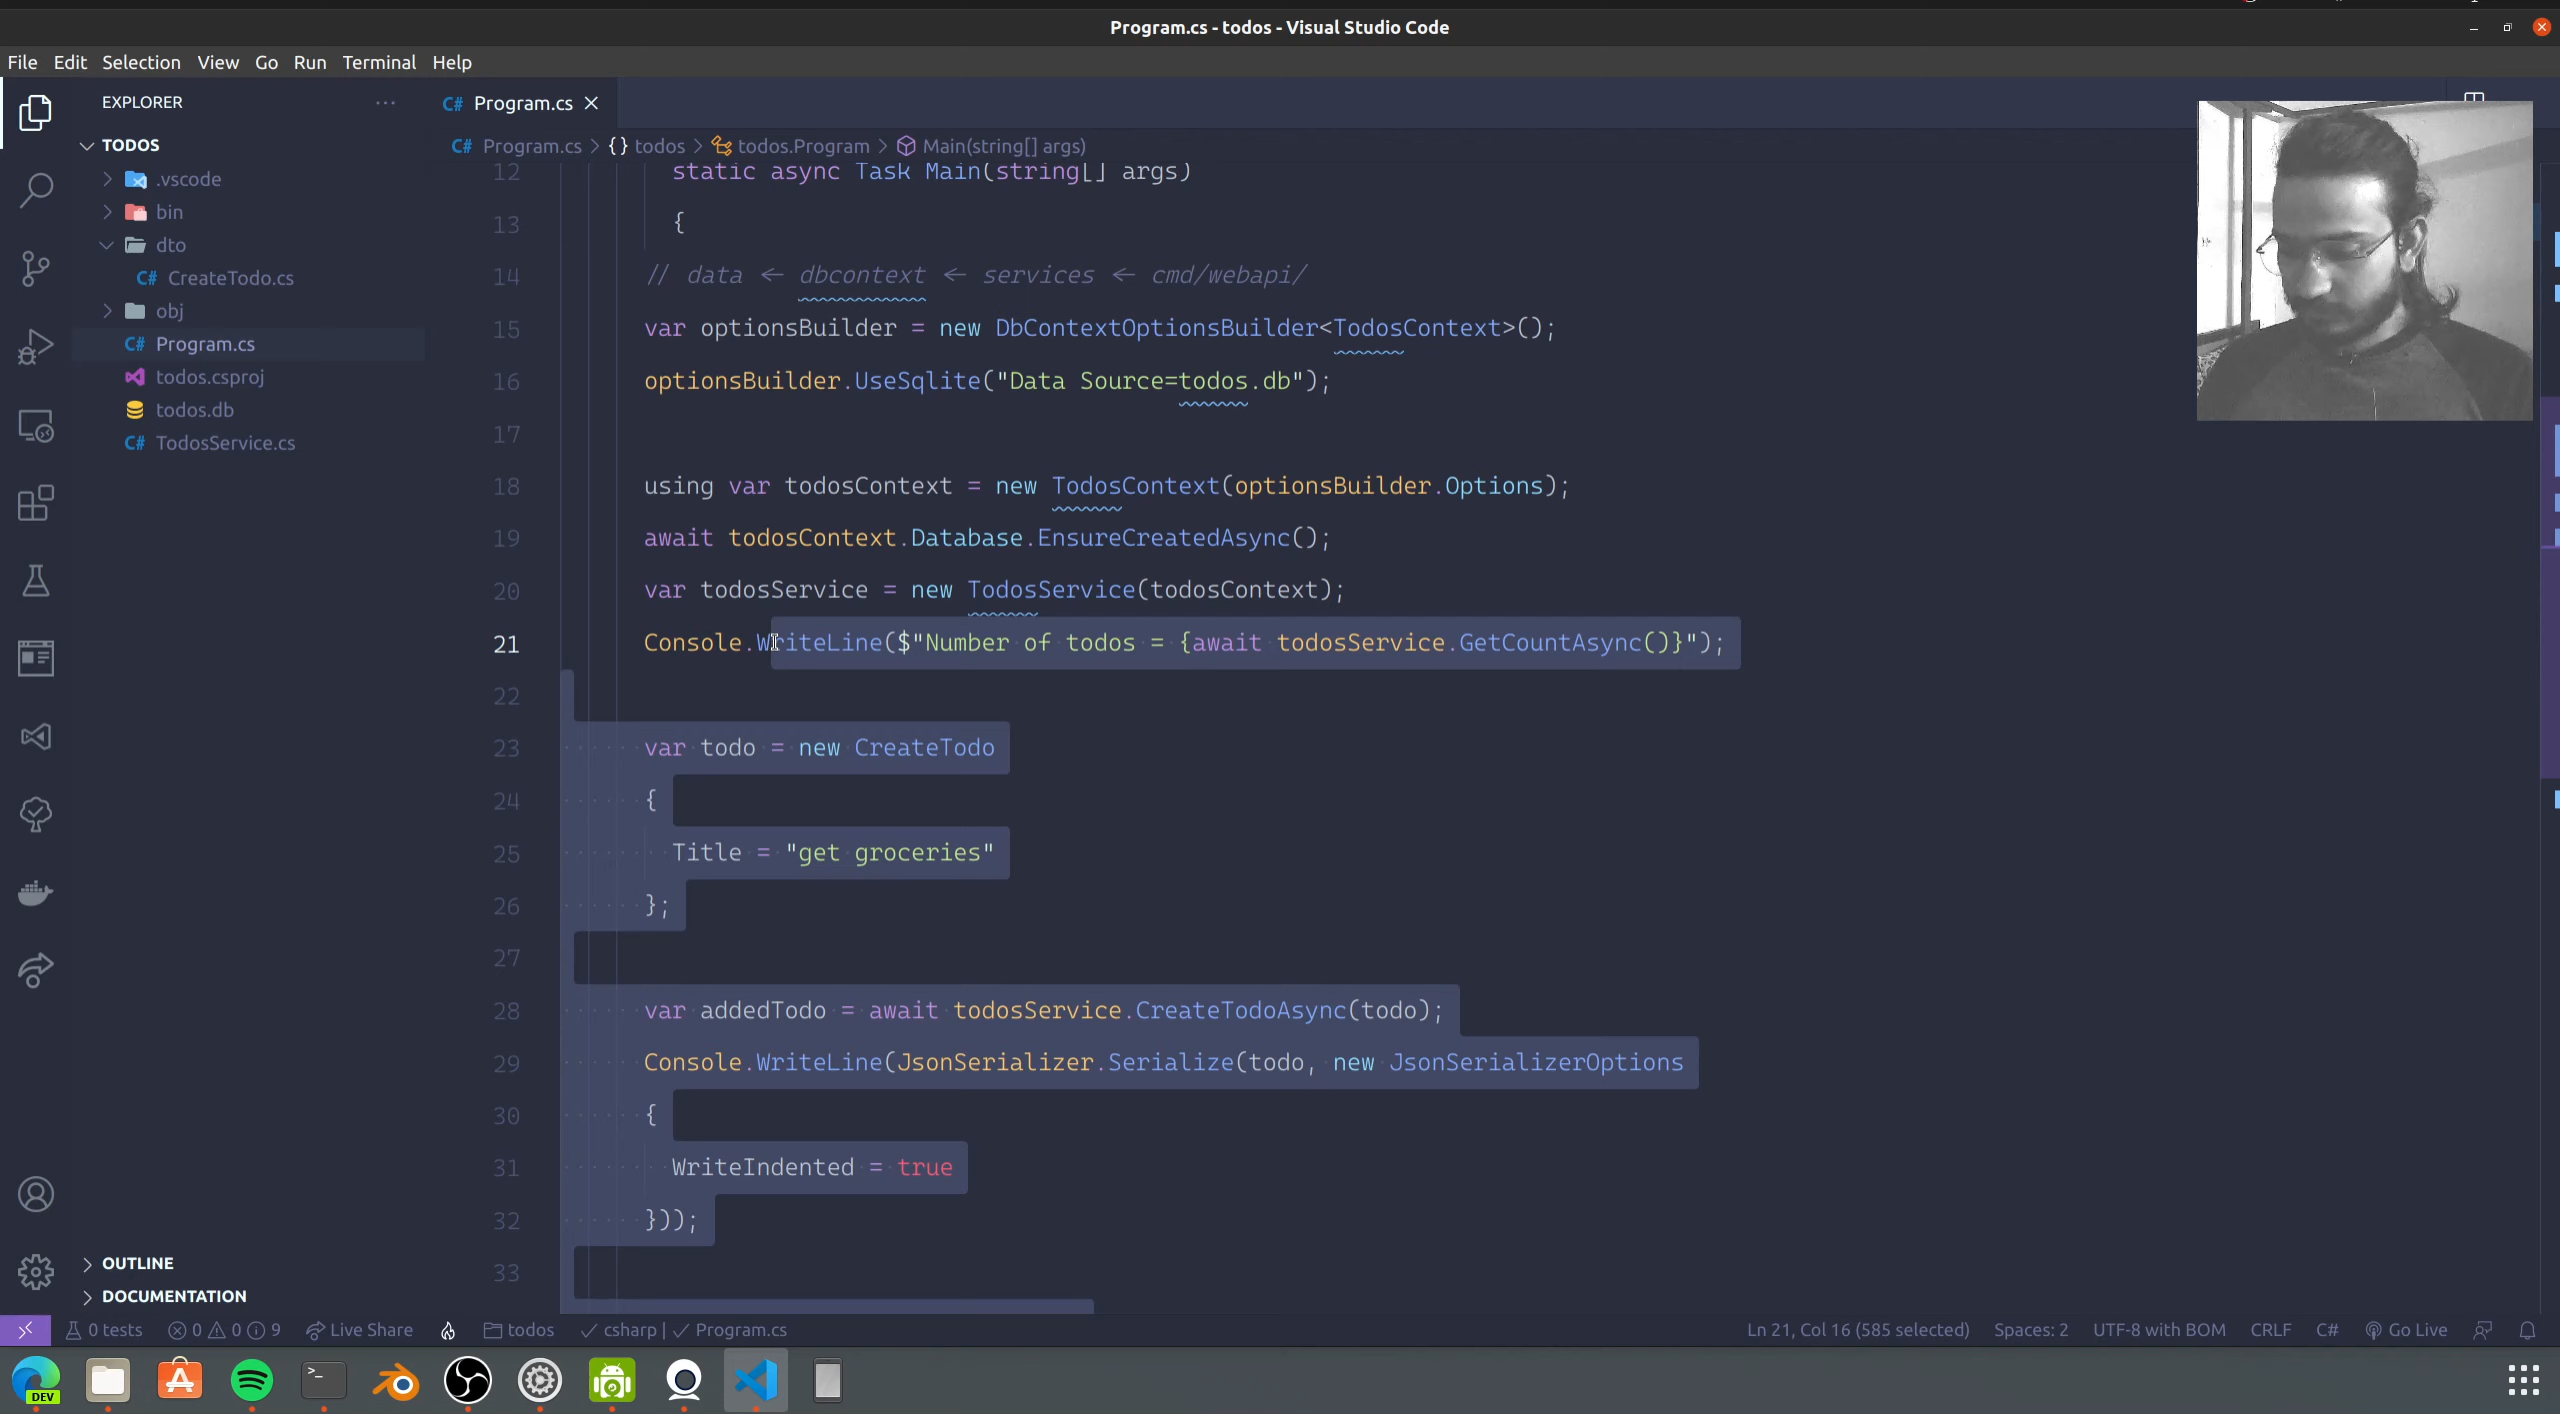 Program.cs - todos - Visual Studio Code
File Edit Selection View Go Run Terminal Help
EXPLORER
TODOS
.vscode
bin
dto
C# CreateTodo.cs
obj
C# Program.cs
todos.csproj
todos.db
C# TodosService.cs
OUTLINE
DOCUMENTATION
C# Program.cs
C# Program.cs > {} todos > todos.Program > Main(string[] args)
12 static async Task Main(string[] args)
13 {
14 // data <- dbcontext <- services <- cmd/webapi/
15 var optionsBuilder = new DbContextOptionsBuilder<TodosContext>();
16 optionsBuilder.UseSqlite("Data Source=todos.db");
17
18 using var todosContext = new TodosContext(optionsBuilder.Options);
19 await todosContext.Database.EnsureCreatedAsync();
20 var todosService = new TodosService(todosContext);
21 Console.WriteLine($"Number of todos = {await todosService.GetCountAsync()}");
22
23 var todo = new CreateTodo
24 {
25 Title = "get groceries"
26 };
27
28 var addedTodo = await todosService.CreateTodoAsync(todo);
29 Console.WriteLine(JsonSerializer.Serialize(todo, new JsonSerializerOptions
30 {
31 WriteIndented = true
32 }));
33
0 tests 0 0 9 Live Share todos csharp | Program.cs Ln 21, Col 16 (585 selected) Spaces: 2 UTF-8 with BOM CRLF C# Go Live
DEV